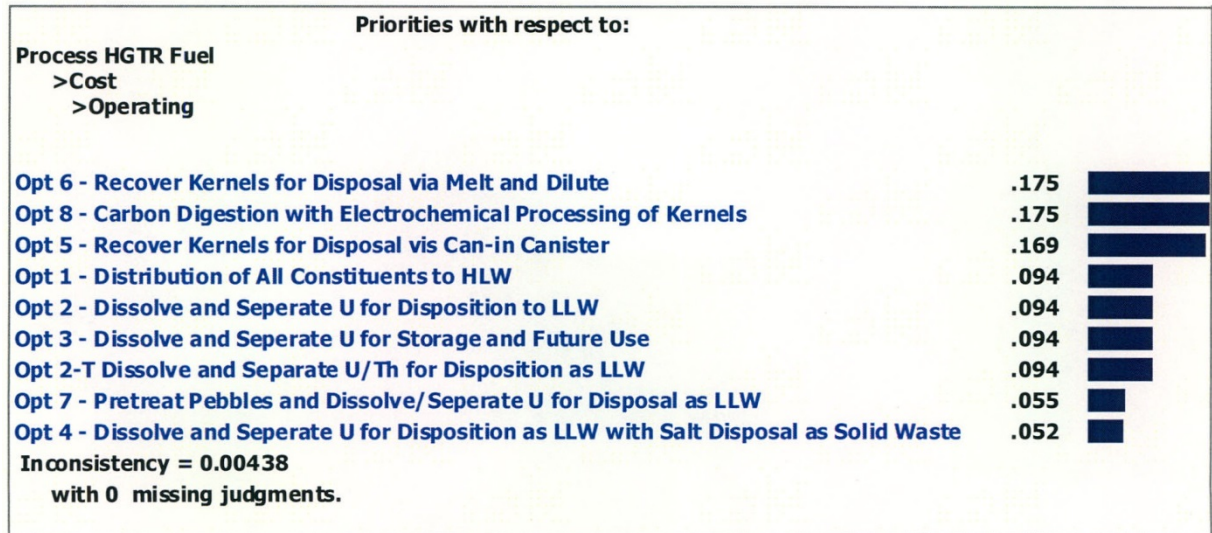 Priorities with respect to:
Process HGTR Fuel
>Cost
>Operating
Opt 6 - Recover Kernels for Disposal via Melt and Dilute .175
Opt 8 - Carbon Digestion with Electrochemical Processing of Kernels .175
Opt 5 - Recover Kernels for Disposal vis Can-in Canister .169
Opt 1 - Distribution of All Constituents to HLW .094
Opt 2 - Dissolve and Seperate U for Disposition to LLW .094
Opt 3 - Dissolve and Seperate U for Storage and Future Use .094
Opt 2-T Dissolve and Separate U/Th for Disposition as LLW .094
Opt 7 - Pretreat Pebbles and Dissolve/Seperate U for Disposal as LLW .055
Opt 4 - Dissolve and Seperate U for Disposition as LLW with Salt Disposal as Solid Waste .052
Inconsistency = 0.00438
with 0 missing judgments.